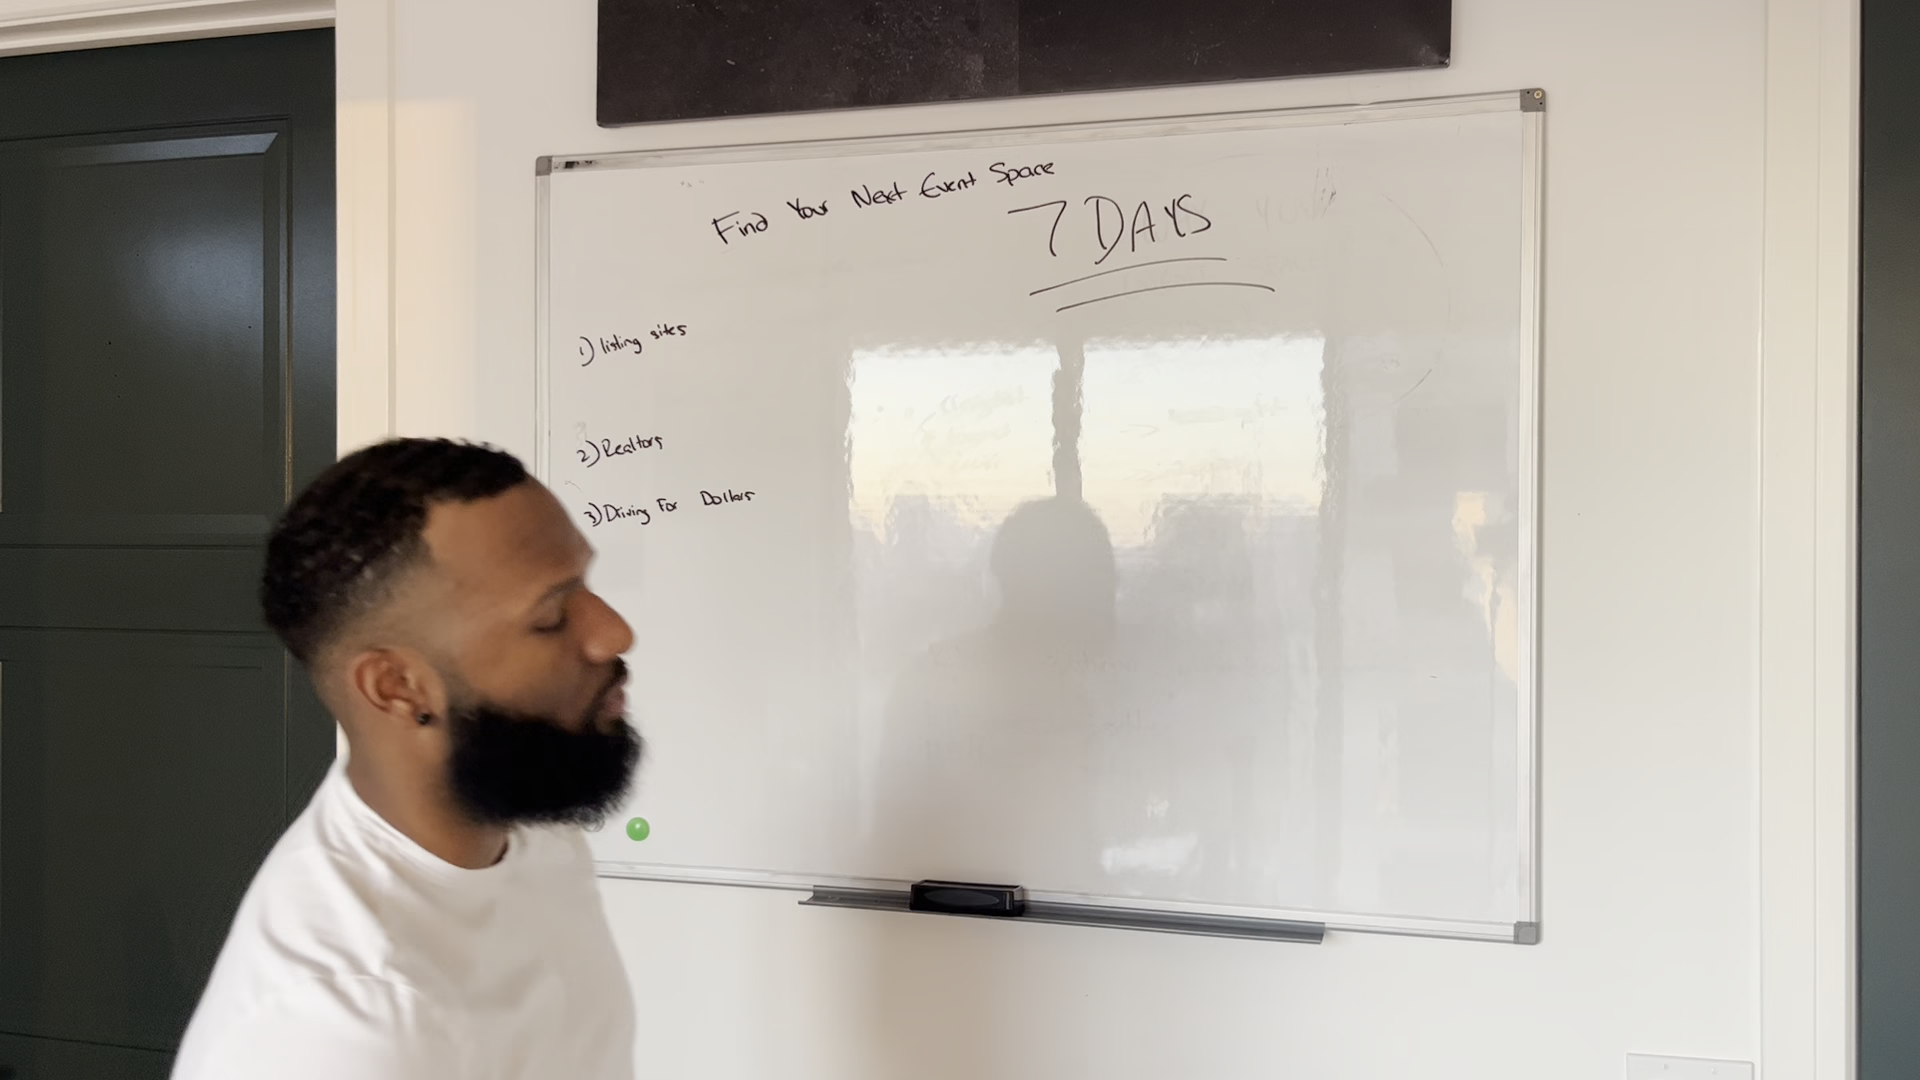 Find Your Next Event Space
7 DAYS
1) listing sites
2) Realtors
3) Driving For Dollars